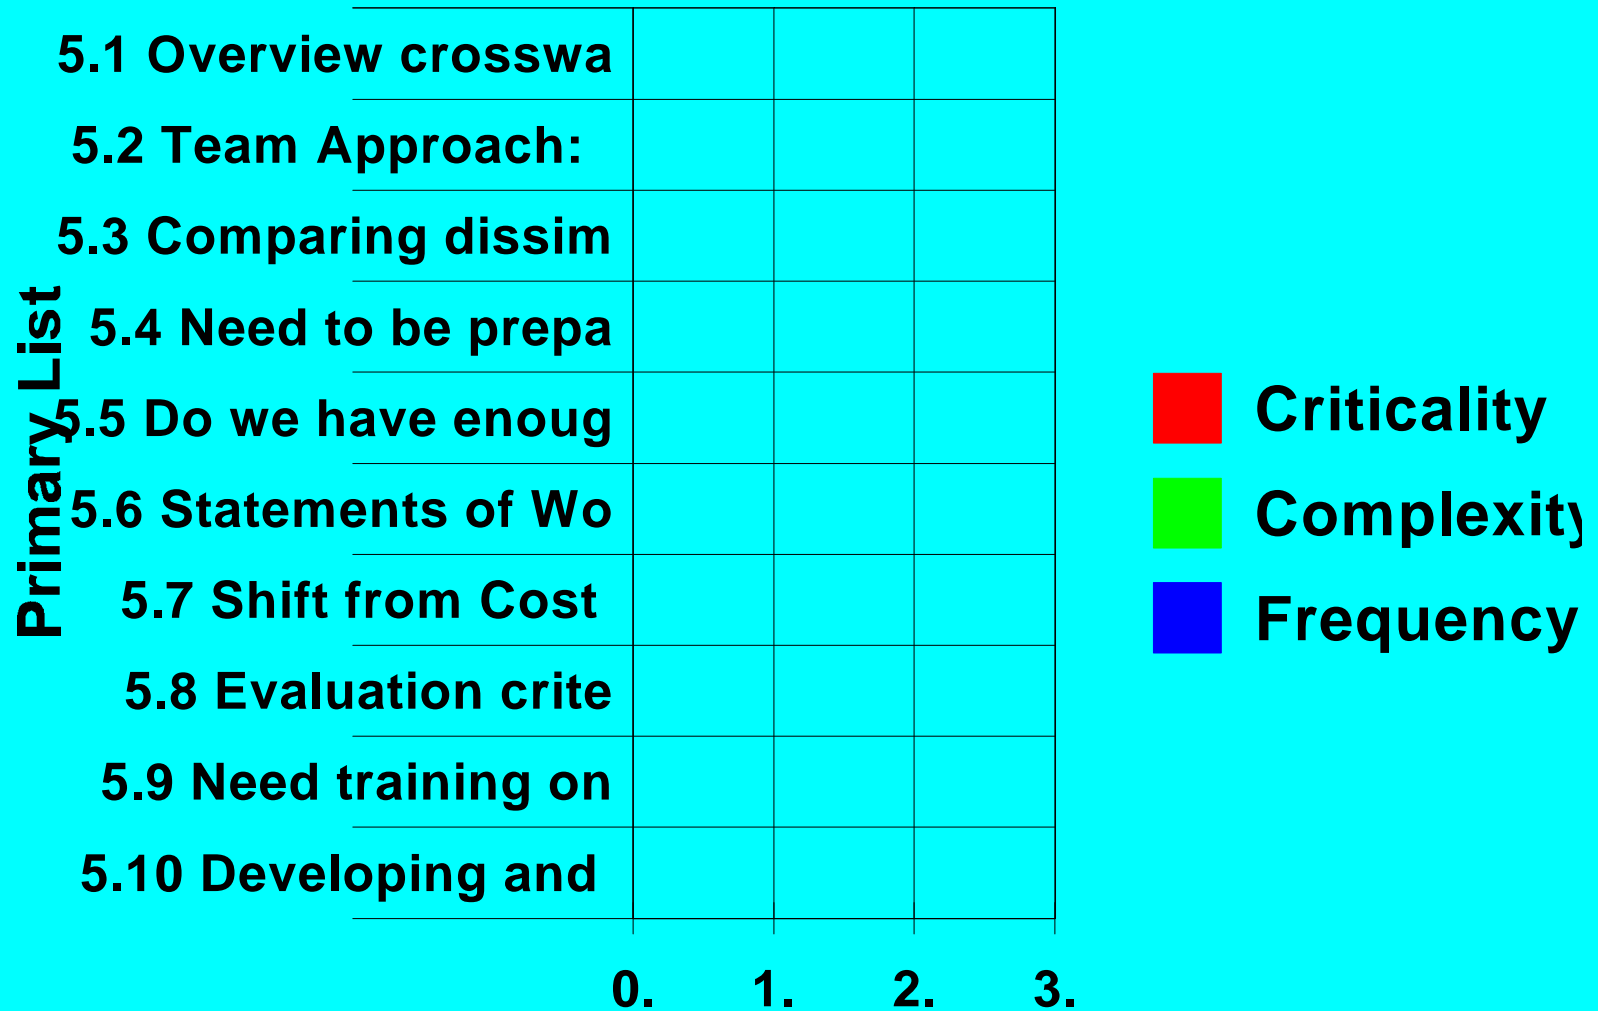 5.1 Overview crosswa
5.2 Team Approach:
5.3 Comparing dissim
5.4 Need to be prepa
5.5 Do we have enoug
5.6 Statements of Wo
5.7 Shift from Cost
5.8 Evaluation crite
5.9 Need training on
5.10 Developing and
Primary List
0. 1. 2. 3.
Criticality
Complexity
Frequency